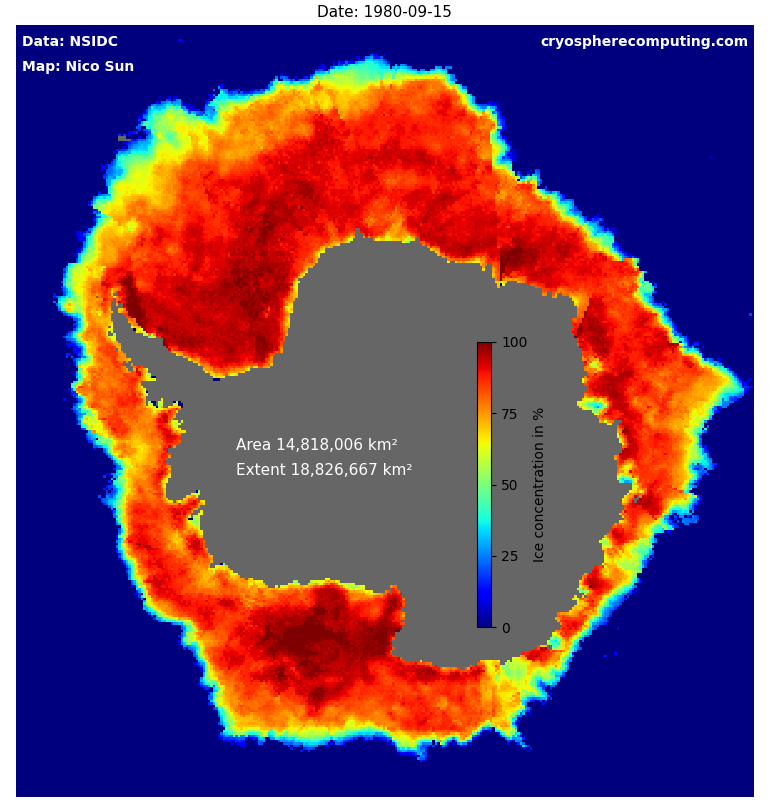 Date: 1980-09-15
Data: NSIDC
cryospherecomputing.com
Map: Nico Sun
100
75
50
25
0
Ice concentration in %
Area 14,818,006 km²
Extent 18,826,667 km²